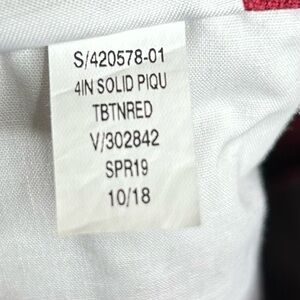 S/420578-01
4IN SOLID PIQU
TBTNRED
V/302842
SPR19
10/18